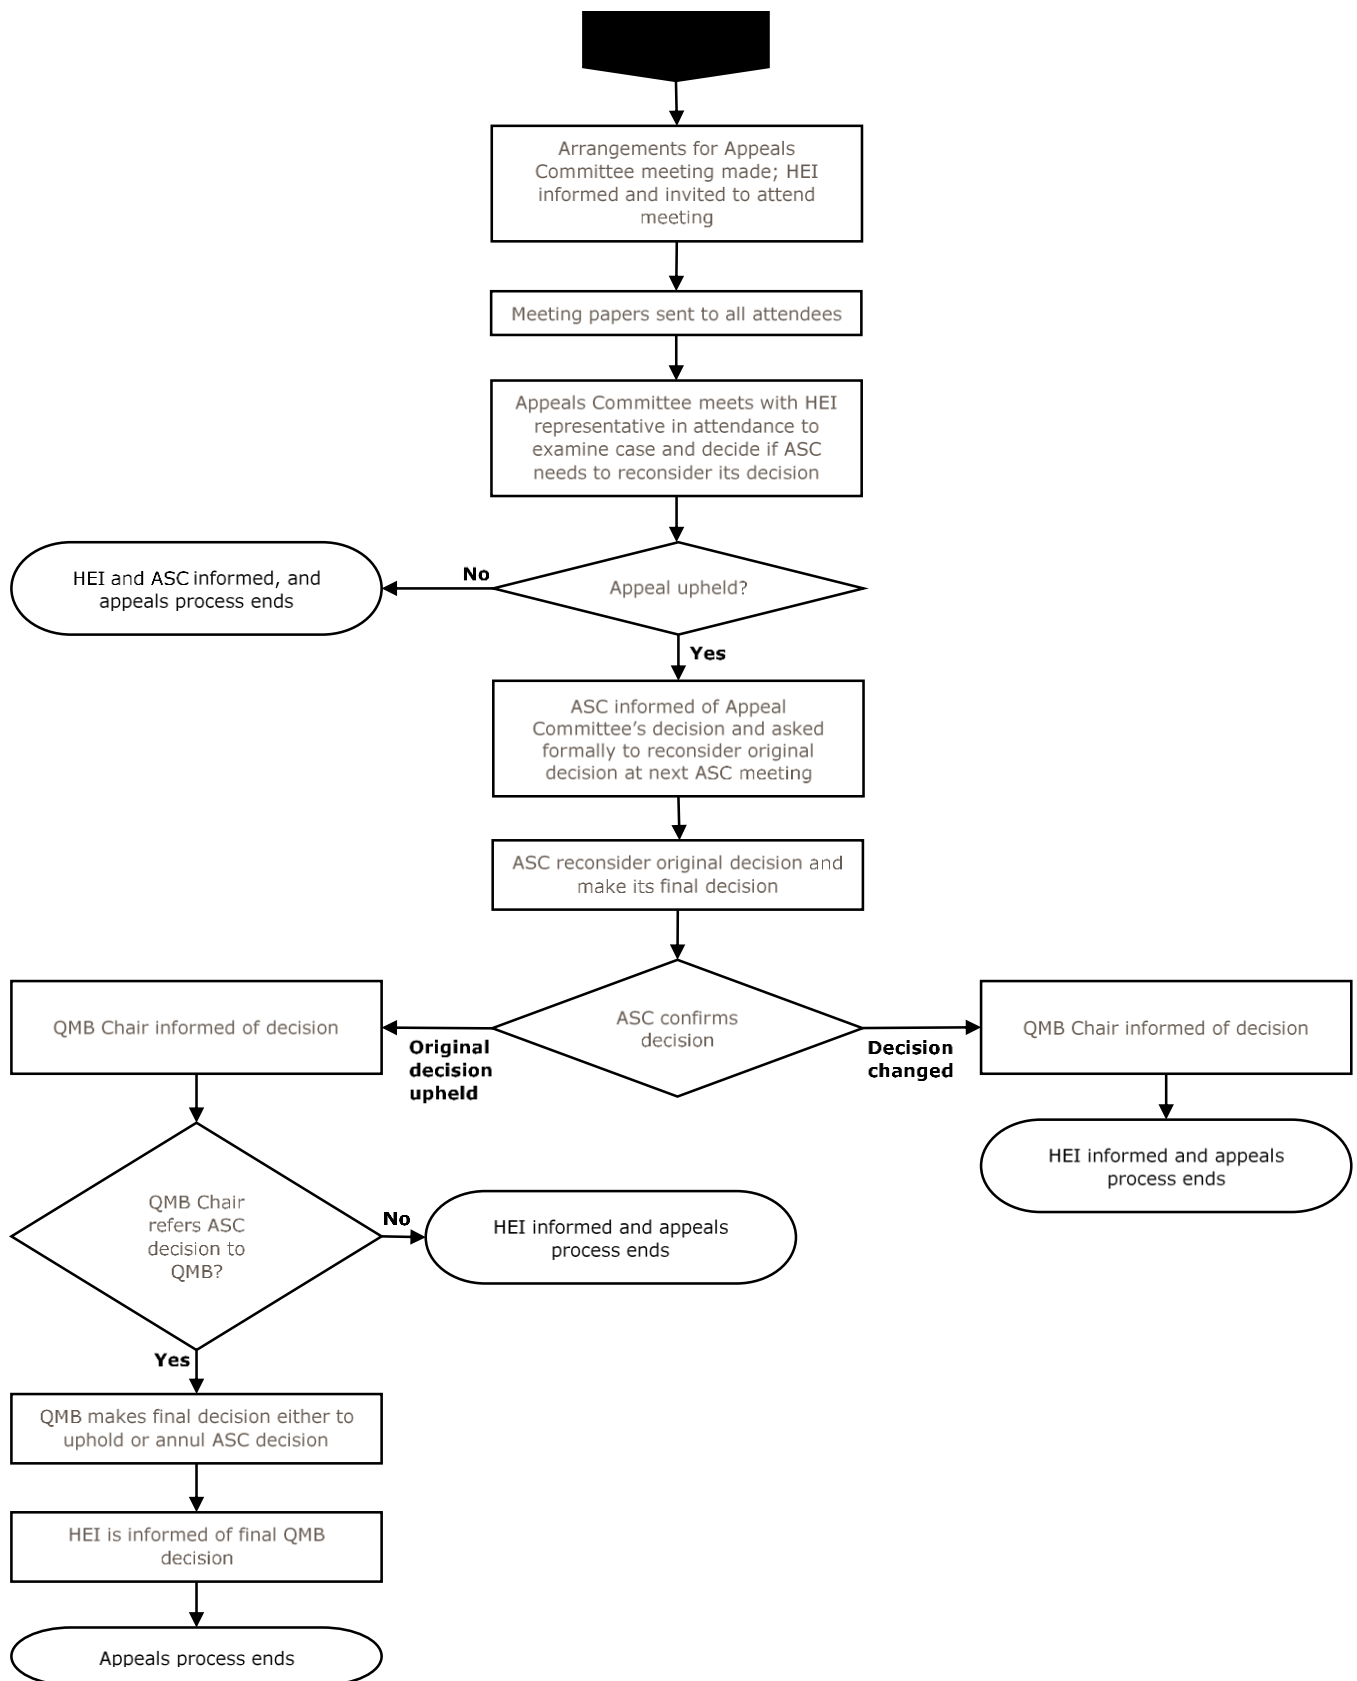 Arrangements for Appeals
Committee meeting made; HEI
informed and invited to attend
meeting
Meeting papers sent to all attendees
Appeals Committee meets with HEI
representative in attendance to
examine case and decide if ASC
needs to reconsider its decision
Appeal upheld?
No
HEI and ASC informed, and
appeals process ends
Yes
ASC informed of Appeal
Committee’s decision and asked
formally to reconsider original
decision at next ASC meeting
ASC reconsider original decision and
make its final decision
ASC confirms
decision
Original
decision
upheld
QMB Chair informed of decision
Decision
changed
QMB Chair informed of decision
HEI informed and appeals
process ends
QMB Chair
refers ASC
decision to
QMB?
No
HEI informed and appeals
process ends
Yes
QMB makes final decision either to
uphold or annul ASC decision
HEI is informed of final QMB
decision
Appeals process ends